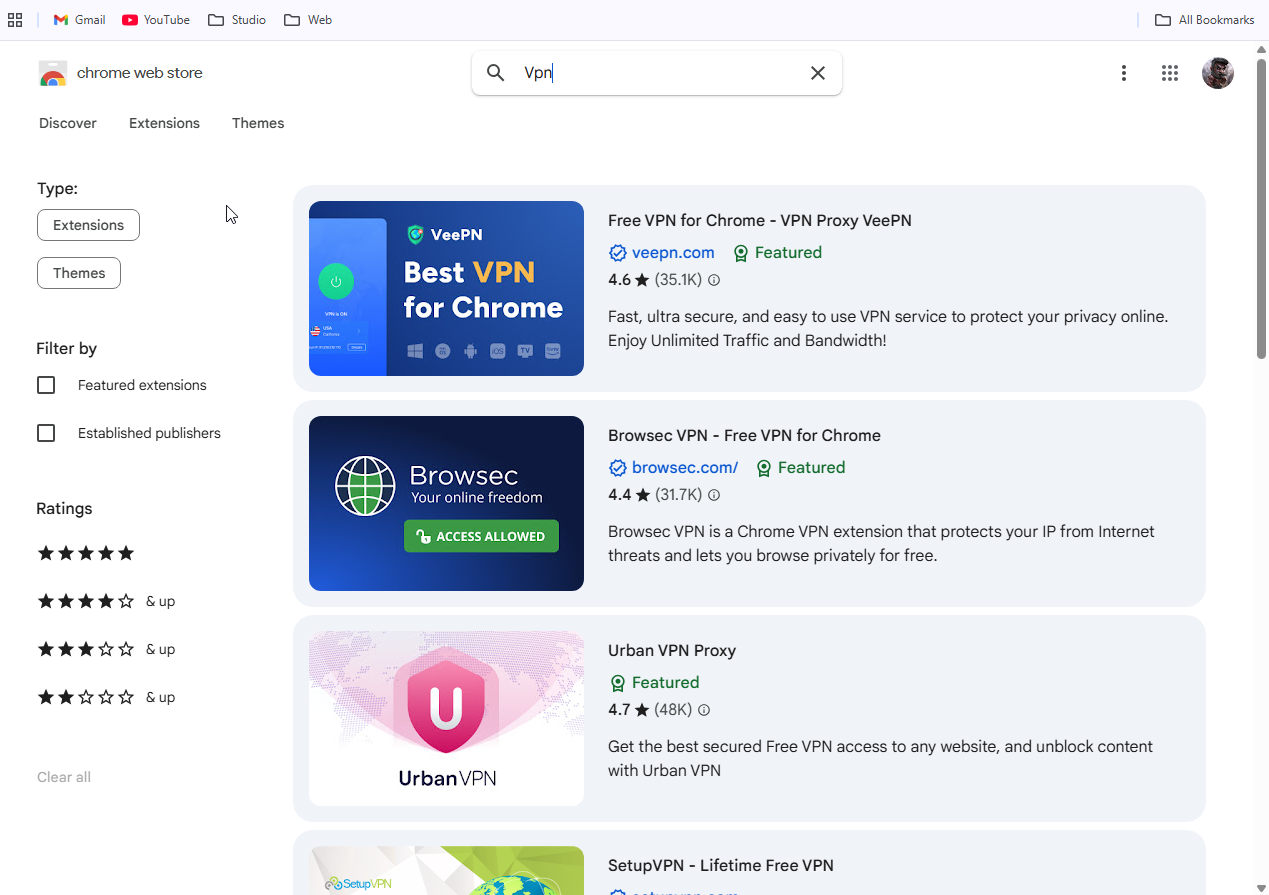 Gmail
YouTube
Studio
Web
All Bookmarks
chrome web store
Vpn
Discover
Extensions
Themes
Type:
Extensions
Themes
Filter by
Featured extensions
Established publishers
Ratings
& up
& up
& up
Clear all
VeePN
Best VPN
for Chrome
VPN is ON
USA
California
iOS
TV
Free VPN for Chrome - VPN Proxy VeePN
veepn.com
Featured
4.6 ★ (35.1K)
Fast, ultra secure, and easy to use VPN service to protect your privacy online.
Enjoy Unlimited Traffic and Bandwidth!
Browsec
Your online freedom
ACCESS ALLOWED
Browsec VPN - Free VPN for Chrome
browsec.com/
Featured
4.4 ★ (31.7K)
Browsec VPN is a Chrome VPN extension that protects your IP from Internet
threats and lets you browse privately for free.
U
UrbanVPN
Urban VPN Proxy
Featured
4.7 ★ (48K)
Get the best secured Free VPN access to any website, and unblock content
with Urban VPN
SetupVPN
SetupVPN - Lifetime Free VPN